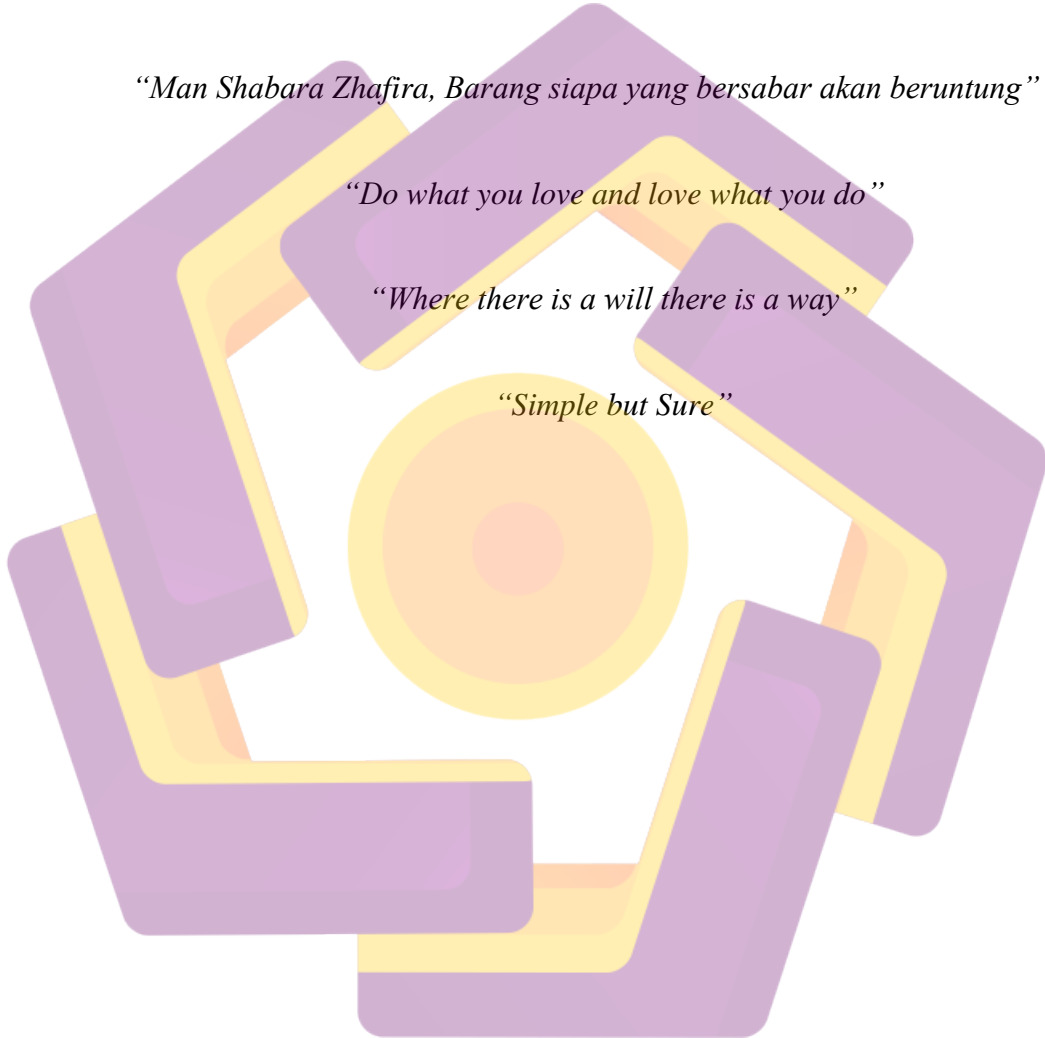 “Man Shabara Zhafira, Barang siapa yang bersabar akan beruntung”
“Do what you love and love what you do”
“Where there is a will there is a way”
“Simple but Sure”